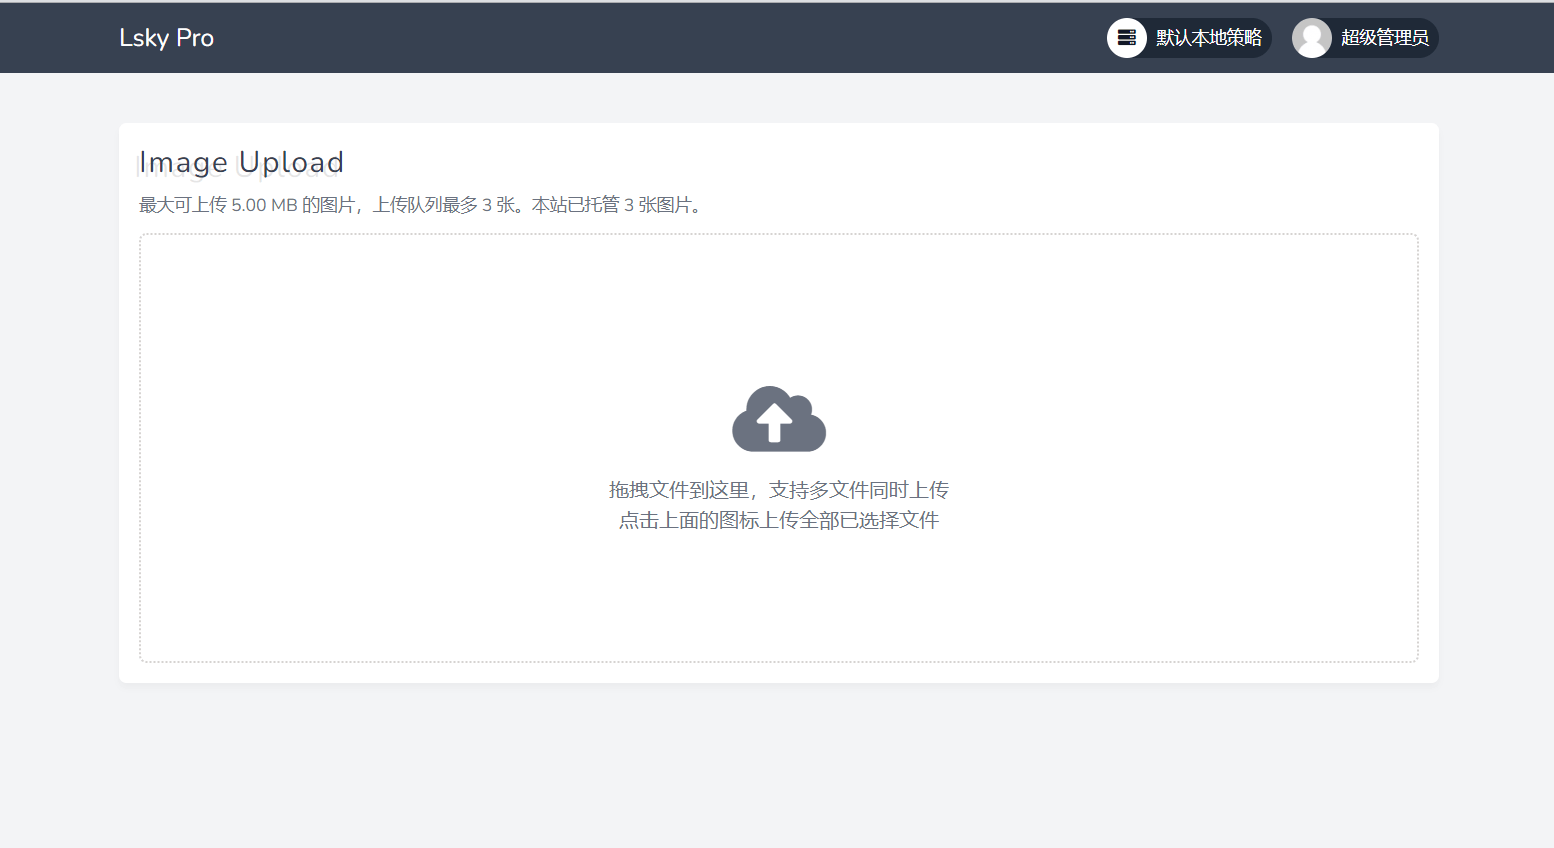 Lsky Pro
默认本地策略
超级管理员
Image Upload
最大可上传 5.00 MB 的图片，上传队列最多 3 张。本站已托管 3 张图片。
拖拽文件到这里，支持多文件同时上传
点击上面的图标上传全部已选择文件